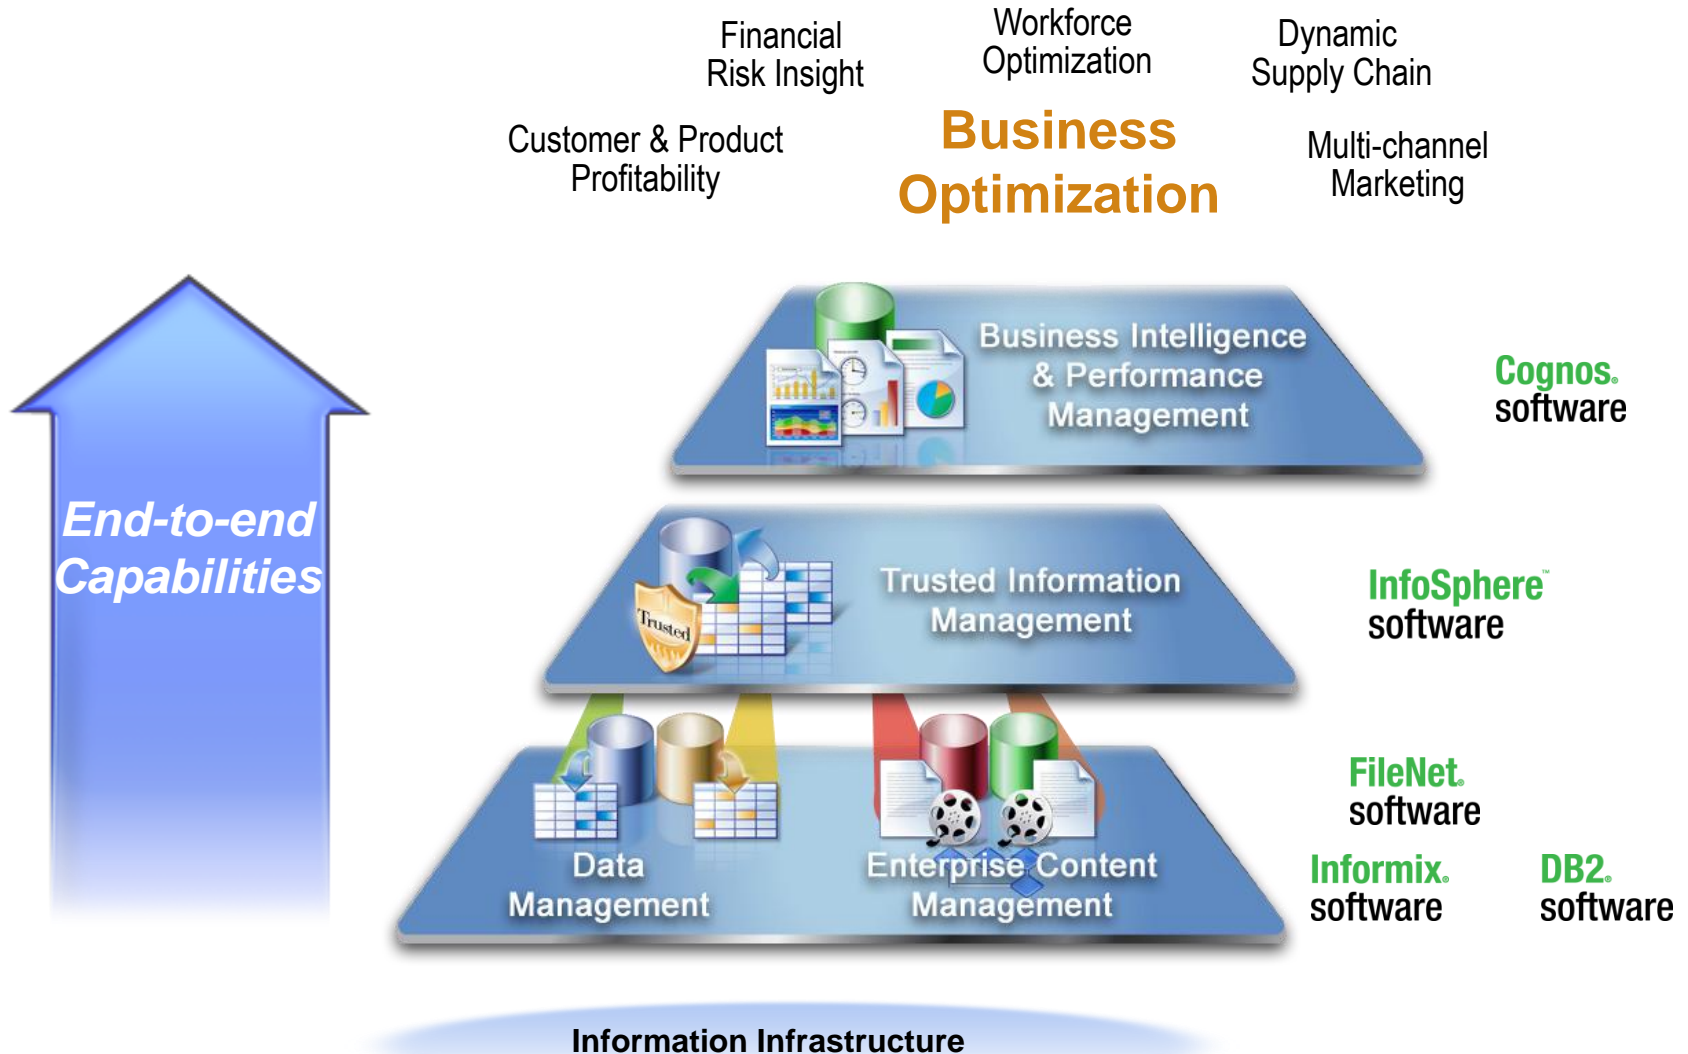 Financial
Risk Insight
Workforce
Optimization
Dynamic
Supply Chain
Customer & Product
Profitability
Business
Optimization
Multi-channel
Marketing
Business Intelligence
& Performance
Management
Cognos®
software
End-to-end
Capabilities
Trusted
Trusted Information
Management
InfoSphere™
software
FileNet®
software
Data
Management
Enterprise Content
Management
Informix®
software
DB2®
software
Information Infrastructure